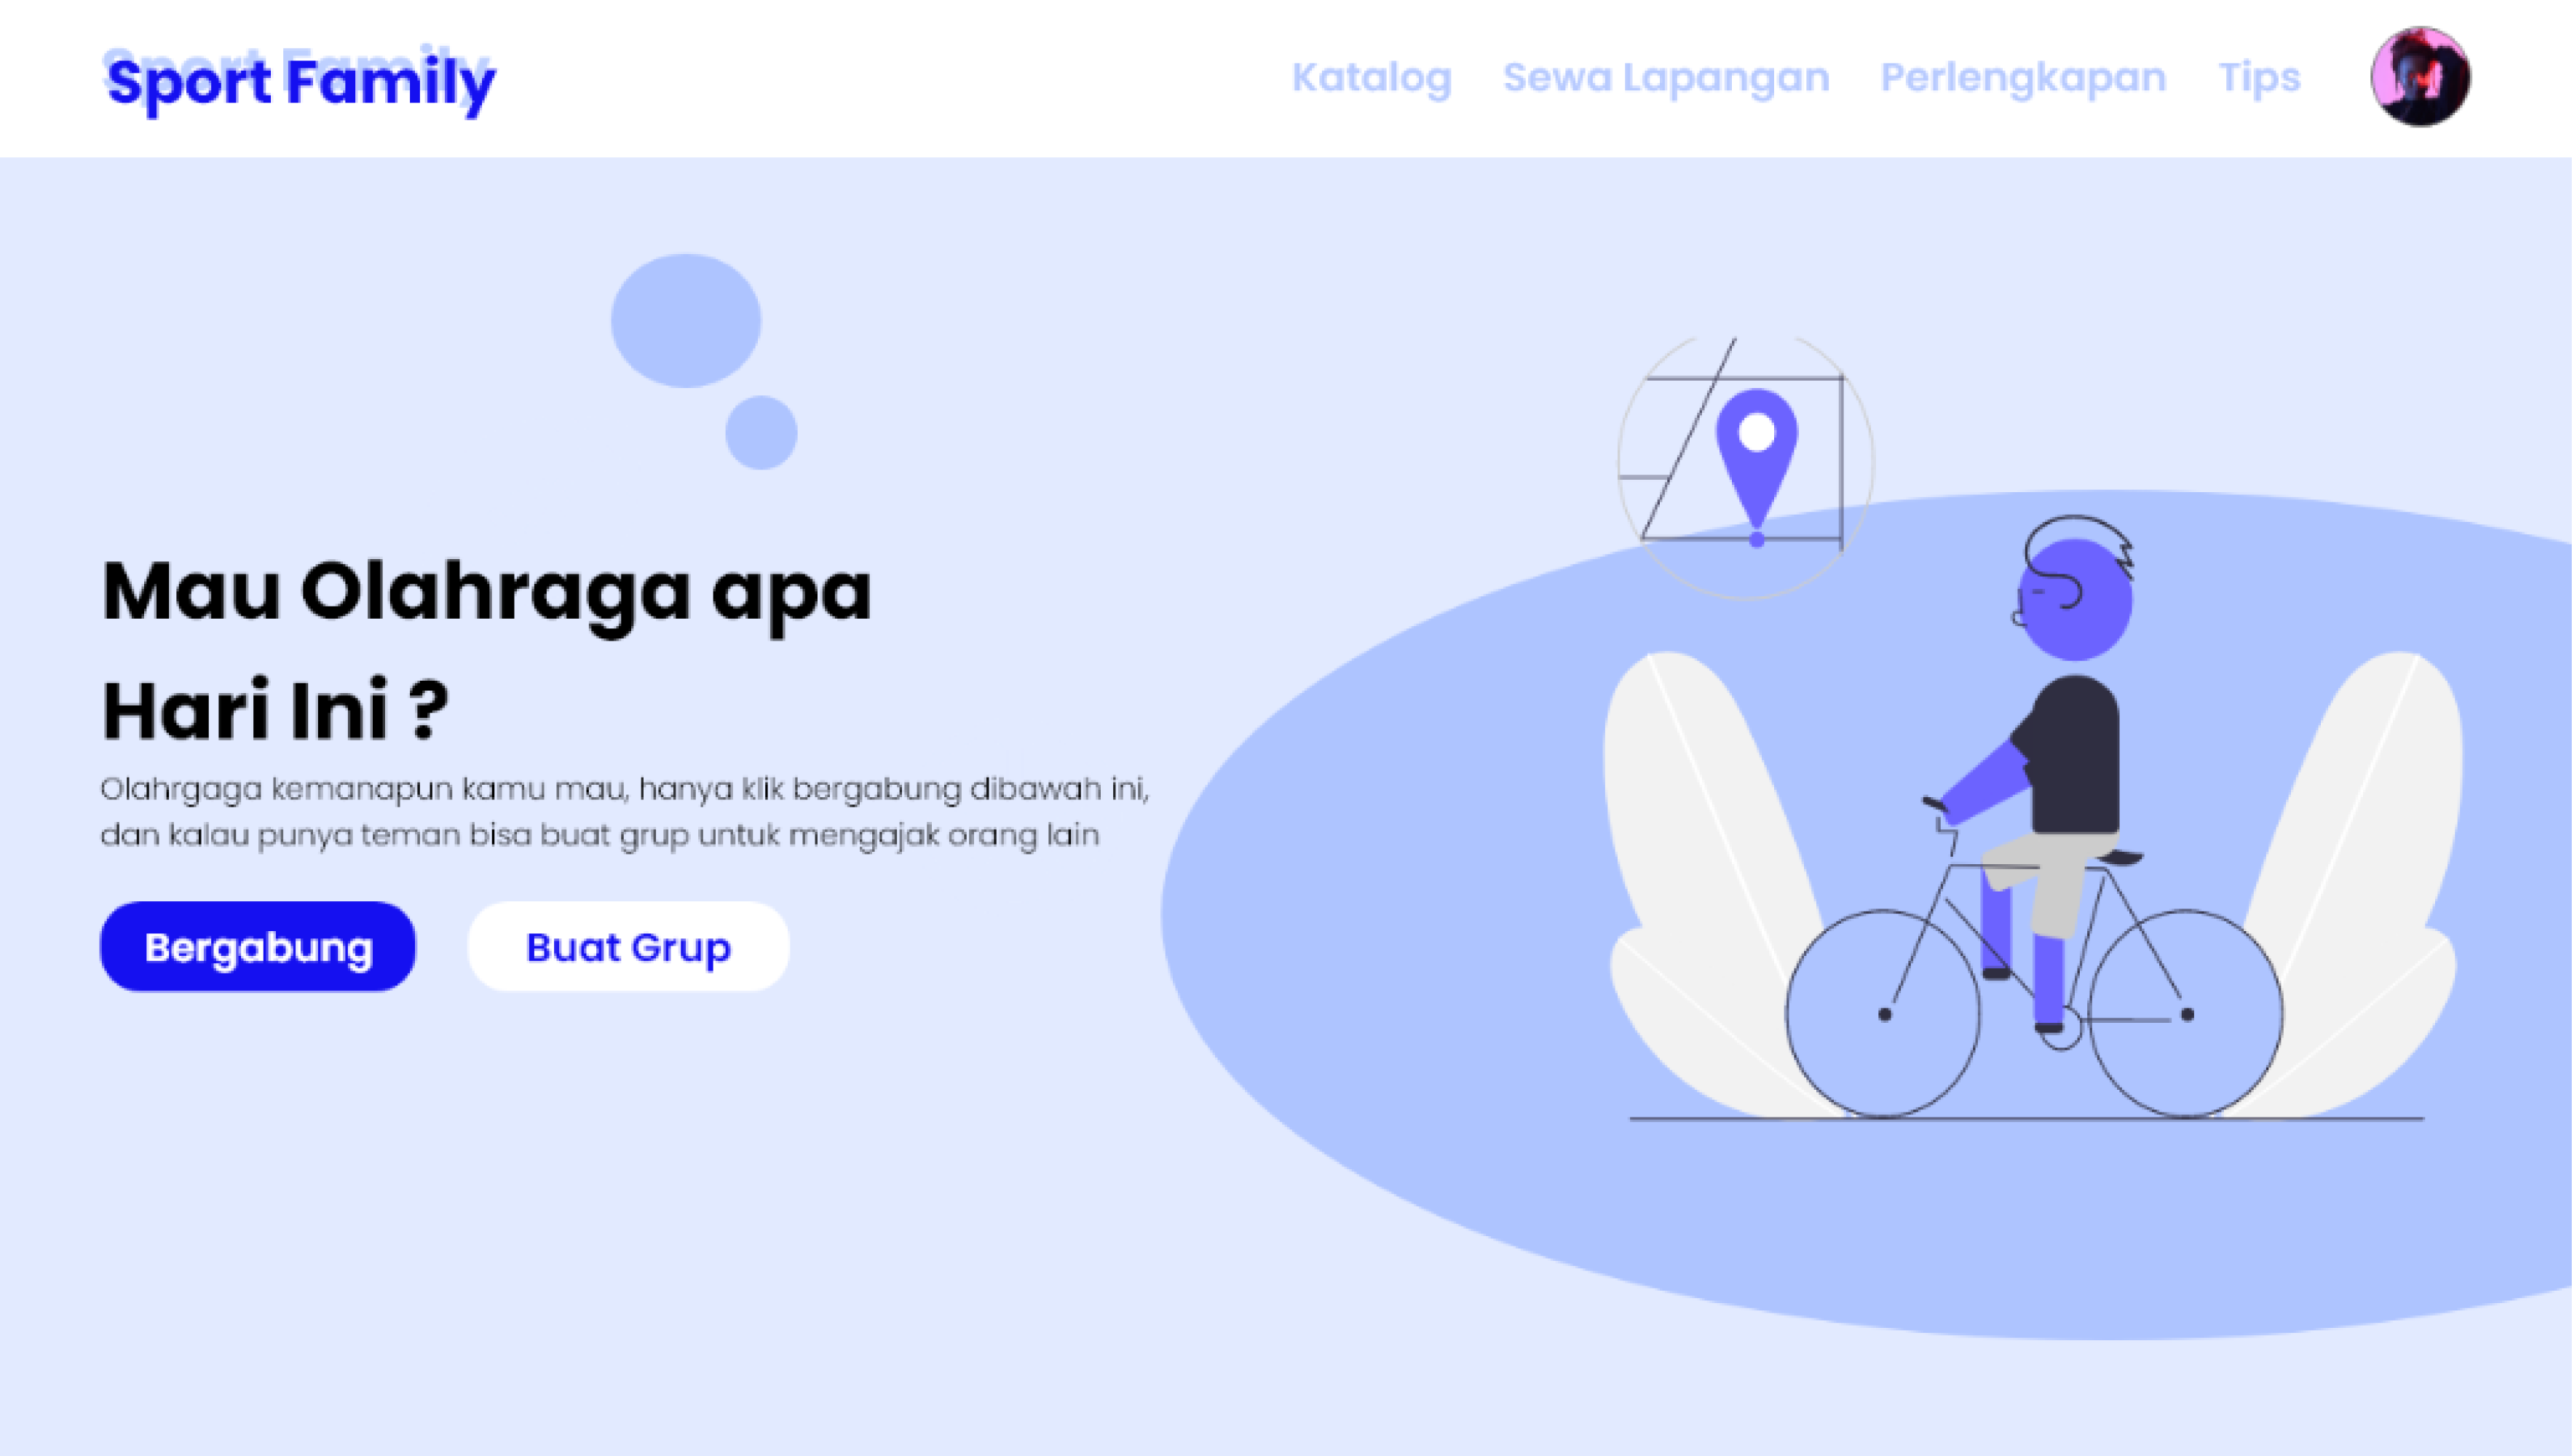 Sport Family
Katalog Sewa Lapangan Perlengkapan Tips
Mau Olahraga apa
Hari Ini ?
Olahrgaga kemanapun kamu mau, hanya klik bergabung dibawah ini,
dan kalau punya teman bisa buat grup untuk mengajak orang lain
Bergabung Buat Grup